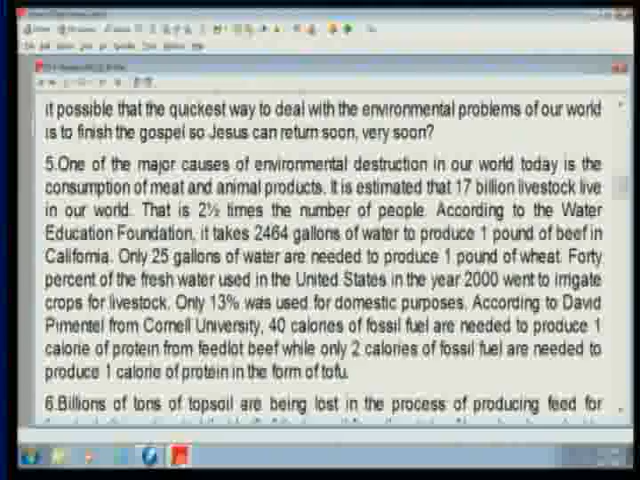 it possible that the quickest way to deal with the environmental problems of our world
is to finish the gospel so Jesus can return soon, very soon?
5.One of the major causes of environmental destruction in our world today is the
consumption of meat and animal products. It is estimated that 17 billion livestock live
in our world. That is 2½ times the number of people. According to the Water
Education Foundation, it takes 2464 gallons of water to produce 1 pound of beef in
California. Only 25 gallons of water are needed to produce 1 pound of wheat. Forty
percent of the fresh water used in the United States in the year 2000 went to irrigate
crops for livestock. Only 13% was used for domestic purposes. According to David
Pimentel from Cornell University, 40 calories of fossil fuel are needed to produce 1
calorie of protein from feedlot beef while only 2 calories of fossil fuel are needed to
produce 1 calorie of protein in the form of tofu.
6.Billions of tons of topsoil are being lost in the process of producing feed for